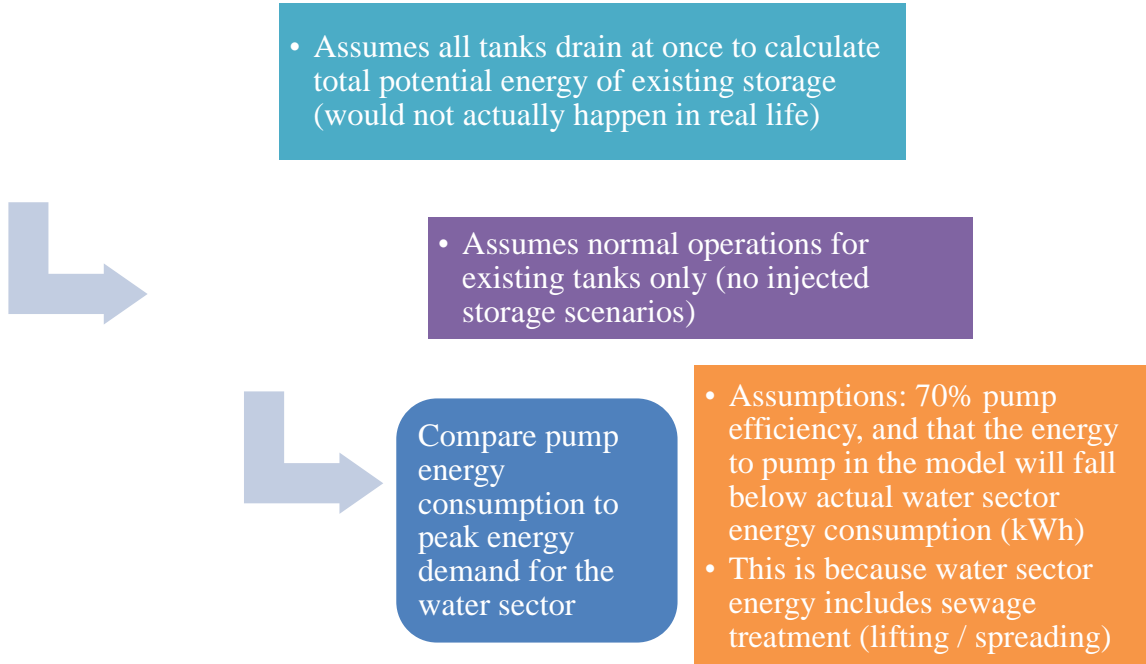 • Assumes all tanks drain at once to calculate
total potential energy of existing storage
(would not actually happen in real life)
• Assumes normal operations for
existing tanks only (no injected
storage scenarios)
Compare pump
energy
consumption to
peak energy
demand for the
water sector
• Assumptions: 70% pump
efficiency, and that the energy
to pump in the model will fall
below actual water sector
energy consumption (kWh)
• This is because water sector
energy includes sewage
treatment (lifting / spreading)